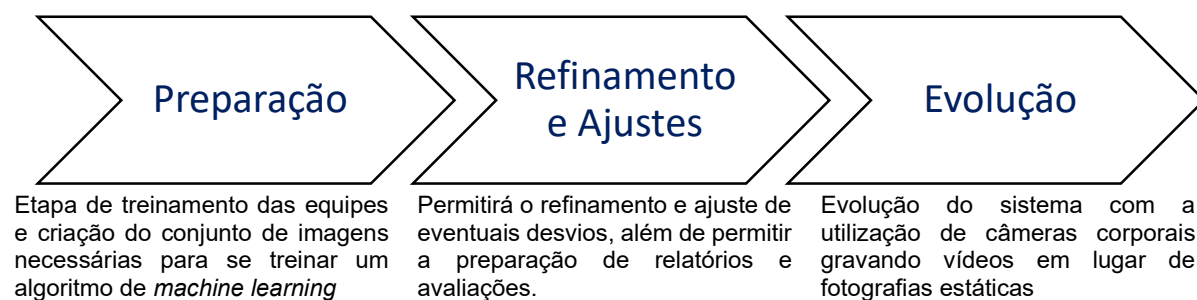 Preparação
Etapa de treinamento das equipes
e criação do conjunto de imagens
necessárias para se treinar um
algoritmo de machine learning
Refinamento
e Ajustes
Permitirá o refinamento e ajuste de
eventuais desvios, além de permitir
a preparação de relatórios e
avaliações.
Evolução
Evolução do sistema com a
utilização de câmeras corporais
gravando vídeos em lugar de
fotografias estáticas